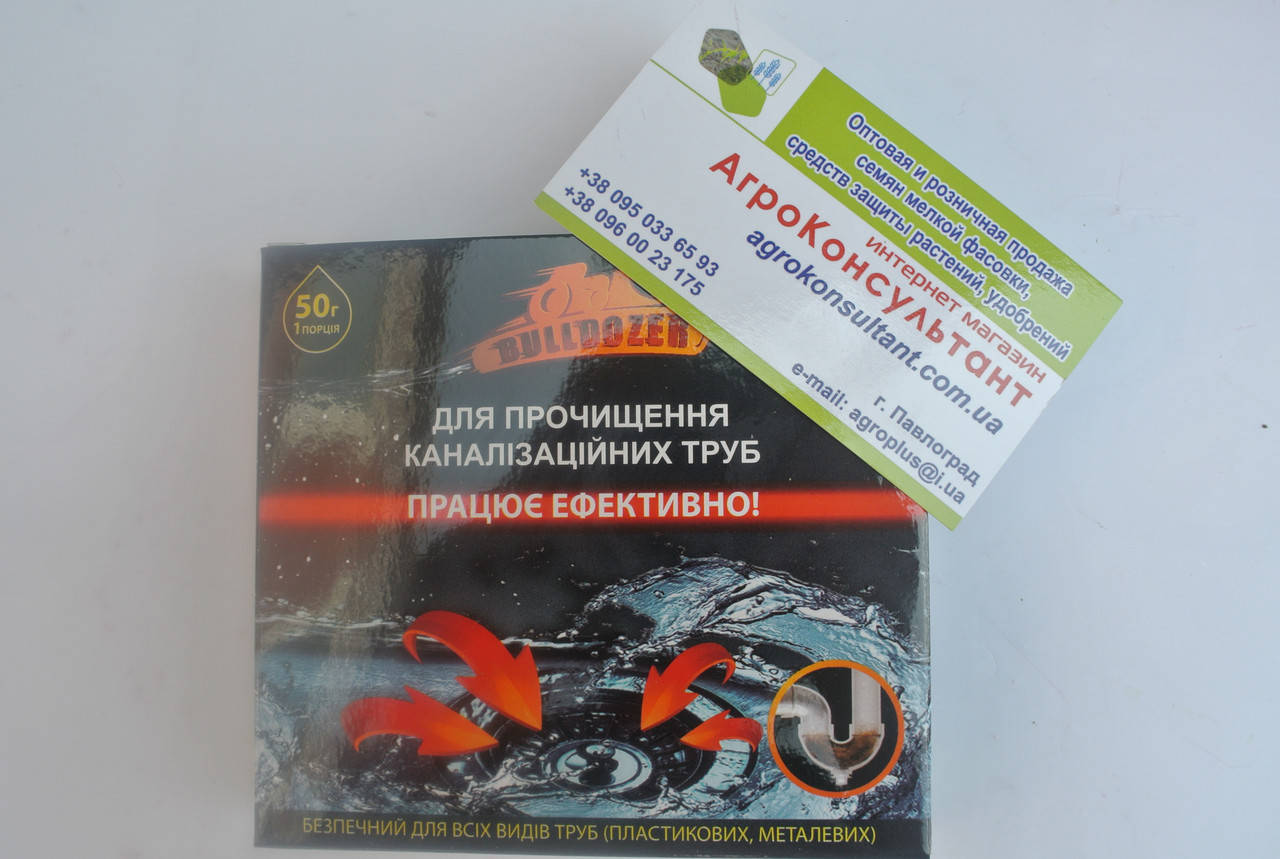 50г
1 ПОРЦІЯ
BULLDOZER
ДЛЯ ПРОЧИЩЕННЯ
КАНАЛІЗАЦІЙНИХ ТРУБ
ПРАЦЮЄ ЕФЕКТИВНО!
БЕЗПЕЧНИЙ ДЛЯ ВСІХ ВИДІВ ТРУБ (ПЛАСТИКОВИХ, МЕТАЛЕВИХ)
Оптовая и розничная продажа
семян мелкой фасовки,
средств защиты растений, удобрений
интернет магазин
АгроКонсультант
agrokonsultant.com.ua
+38 095 033 65 93
+38 096 00 23 175
г. Павлоград
e-mail: agroplus@i.ua